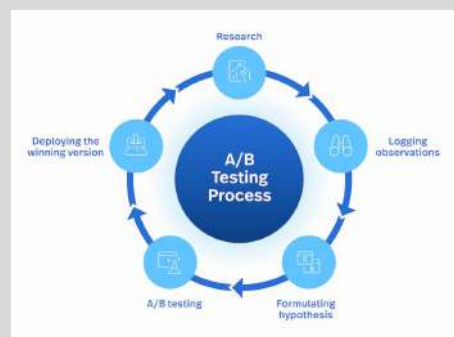 Research
Deploying the
winning version
Logging
observations
A/B
Testing
Process
A/B testing
Formulating
hypothesis